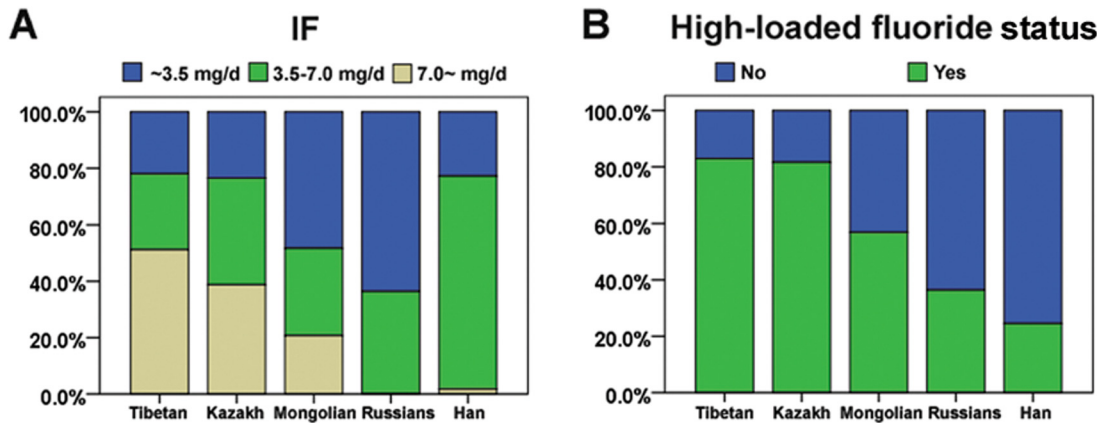 A IF
~3.5 mg/d 3.5-7.0 mg/d 7.0~ mg/d
100.0%
80.0%
60.0%
40.0%
20.0%
0.0%
Tibetan Kazakh Mongolian Russians Han
B High-loaded fluoride status
No Yes
100.0%
80.0%
60.0%
40.0%
20.0%
0.0%
Tibetan Kazakh Mongolian Russians Han